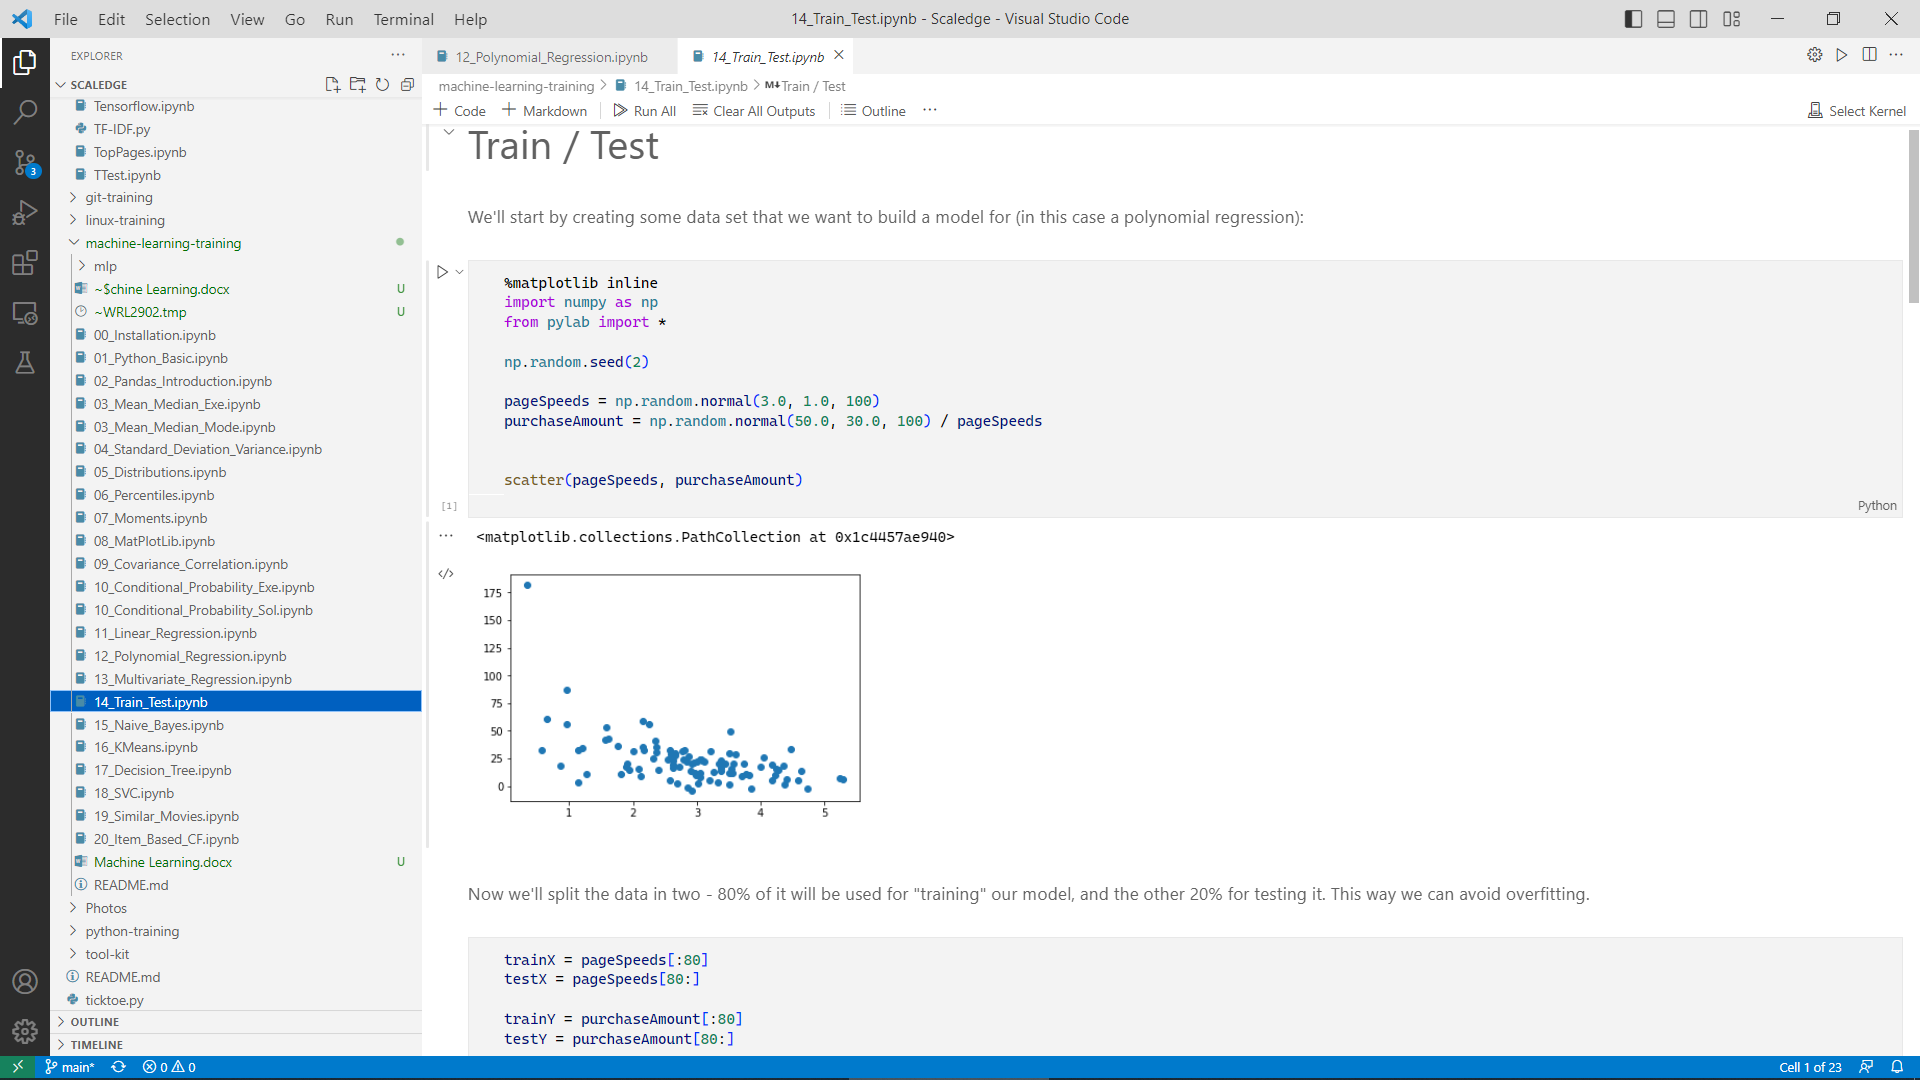 File Edit Selection View Go Run Terminal Help
14_Train_Test.ipynb - Scaledge - Visual Studio Code
EXPLORER
SCALEDGE
Tensorflow.ipynb
TF-IDF.py
TopPages.ipynb
TTest.ipynb
git-training
linux-training
machine-learning-training
mlp
~$chine Learning.docx U
~WRL2902.tmp U
00_Installation.ipynb
01_Python_Basic.ipynb
02_Pandas_Introduction.ipynb
03_Mean_Median_Exe.ipynb
03_Mean_Median_Mode.ipynb
04_Standard_Deviation_Variance.ipynb
05_Distributions.ipynb
06_Percentiles.ipynb
07_Moments.ipynb
08_MatPlotLib.ipynb
09_Covariance_Correlation.ipynb
10_Conditional_Probability_Exe.ipynb
10_Conditional_Probability_Sol.ipynb
11_Linear_Regression.ipynb
12_Polynomial_Regression.ipynb
13_Multivariate_Regression.ipynb
14_Train_Test.ipynb
15_Naive_Bayes.ipynb
16_KMeans.ipynb
17_Decision_Tree.ipynb
18_SVC.ipynb
19_Similar_Movies.ipynb
20_Item_Based_CF.ipynb
Machine Learning.docx U
README.md
Photos
python-training
tool-kit
README.md
ticktoe.py
OUTLINE
TIMELINE
3
12_Polynomial_Regression.ipynb
14_Train_Test.ipynb
machine-learning-training > 14_Train_Test.ipynb > M↓Train / Test
+ Code + Markdown Run All Clear All Outputs Outline ... Select Kernel
Train / Test
We'll start by creating some data set that we want to build a model for (in this case a polynomial regression):
%matplotlib inline
import numpy as np
from pylab import *
np.random.seed(2)
pageSpeeds = np.random.normal(3.0, 1.0, 100)
purchaseAmount = np.random.normal(50.0, 30.0, 100) / pageSpeeds
scatter(pageSpeeds, purchaseAmount)
[1] Python
<matplotlib.collections.PathCollection at 0x1c4457ae940>
175
150
125
100
75
50
25
0
1 2 3 4 5
Now we'll split the data in two - 80% of it will be used for "training" our model, and the other 20% for testing it. This way we can avoid overfitting.
trainX = pageSpeeds[:80]
testX = pageSpeeds[80:]
trainY = purchaseAmount[:80]
testY = purchaseAmount[80:]
main* 0 0 Cell 1 of 23